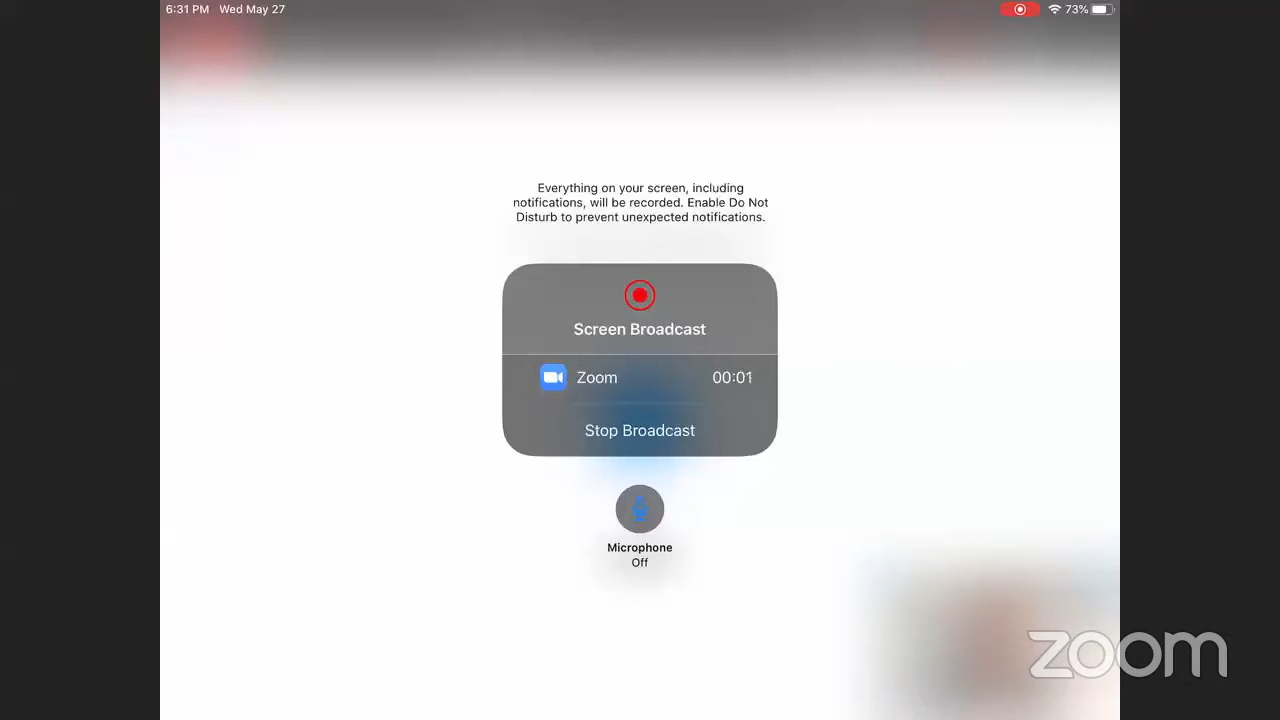 6:31 PM Wed May 27
73%
Everything on your screen, including
notifications, will be recorded. Enable Do Not
Disturb to prevent unexpected notifications.
Screen Broadcast
Zoom 00:01
Stop Broadcast
Microphone
Off
zoom